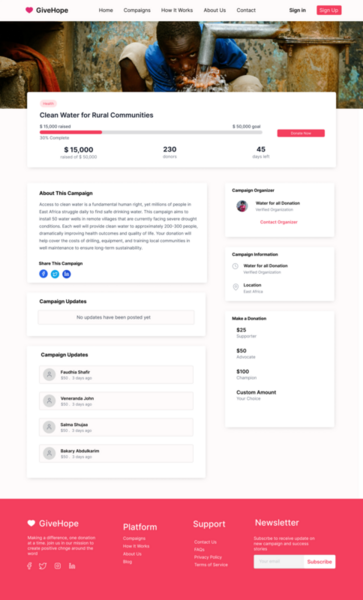 GiveHope
Home Campaigns How It Works About Us Contact Sign in Sign Up
Clean Water for Rural Communities
$ 15,000 raised $ 50,000 goal
30% Complete
Donate Now
$ 15,000 230 45
raised of $ 50,000 donors days left
About This Campaign
Access to clean water is a fundamental human right, yet millions of people in
East Africa struggle daily to find safe drinking water. This campaign aims to
install 50 water wells in remote villages that are currently facing severe drought
conditions. Each well will provide clean water to approximately 200-300 people,
dramatically improving health outcomes and quality of life. Your donation will
help cover the costs of drilling, equipment, and training local communities in
well maintenance to ensure long-term sustainability.
Share This Campaign
Campaign Organizer
Water for all Donation
Verified Organization
Contact Organizer
Campaign Information
Water for all Donation
Verified Organization
Location
East Africa
Campaign Updates
No updates have been posted yet
Make a Donation
$25
Supporter
$50
Advocate
$100
Champion
Custom Amount
Your Choice
Campaign Updates
Faudhia Shafir
$50 . 2 days ago
Veneranda John
$50 . 2 days ago
Salma Shujaa
$50 . 2 days ago
Bakery Abdulkarim
$50 . 2 days ago
GiveHope
Making a difference, one donation
at a time. Join us in our mission to
create positive change around the
world
Platform
Campaigns
How It Works
About Us
Blog
Support
Contact Us
FAQs
Privacy Policy
Terms of Service
Newsletter
Subscribe to receive update on
new campaign and success
stories
Subscribe